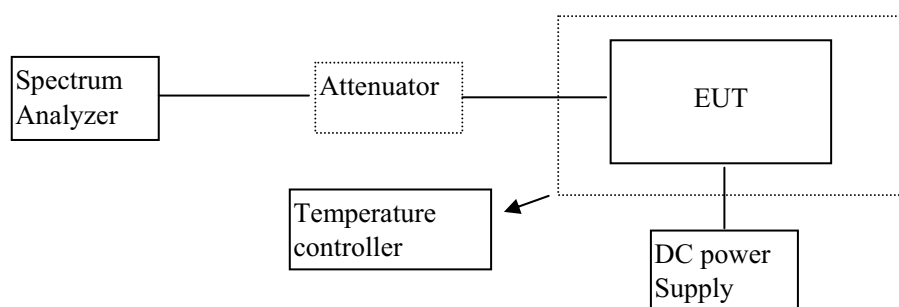 Spectrum
Analyzer
Attenuator
EUT
Temperature
controller
DC power
Supply